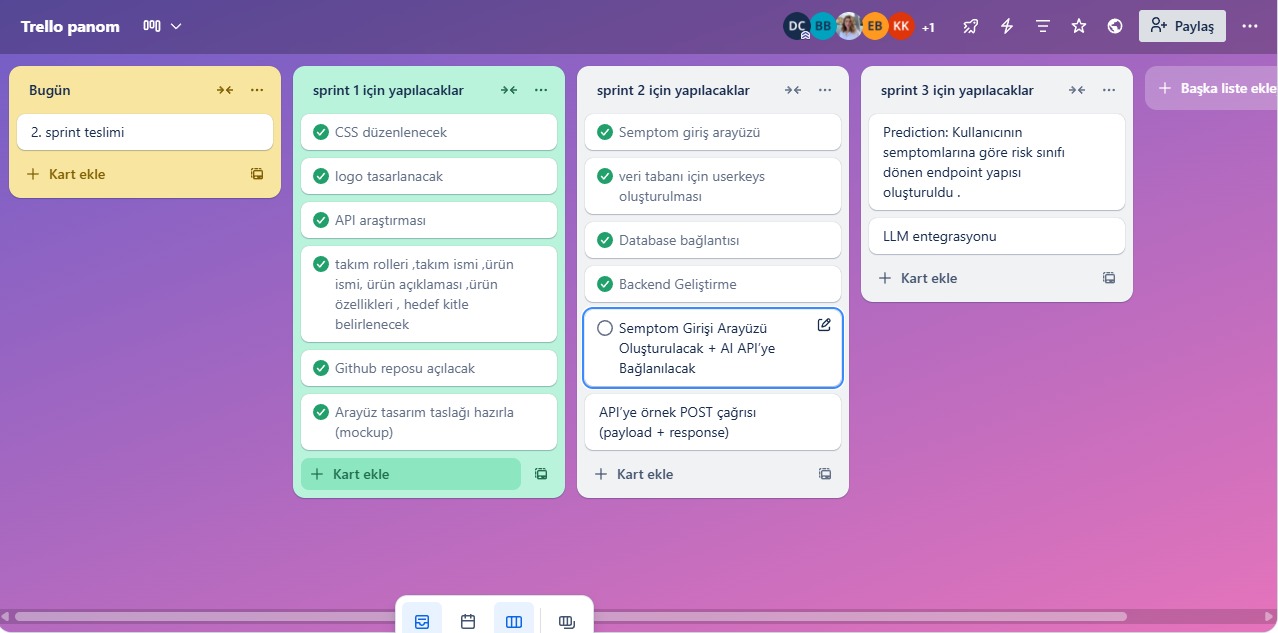 Trello panom
DC BB EB KK +1
Paylaş
Bugün
2. sprint teslimi
Kart ekle
sprint 1 için yapılacaklar
CSS düzenlenecek
logo tasarlanacak
API araştırması
takım rolleri ,takım ismi ,ürün
ismi, ürün açıklaması ,ürün
özellikleri , hedef kitle
belirlenecek
Github reposu açılacak
Arayüz tasarım taslağı hazırla
(mockup)
Kart ekle
sprint 2 için yapılacaklar
Semptom giriş arayüzü
veri tabanı için userkeys
oluşturulması
Database bağlantısı
Backend Geliştirme
Semptom Girişi Arayüzü
Oluşturulacak + AI API’ye
Bağlanılacak
API’ye örnek POST çağrısı
(payload + response)
Kart ekle
sprint 3 için yapılacaklar
Prediction: Kullanıcının
semptomlarına göre risk sınıfı
dönen endpoint yapısı
oluşturuldu .
LLM entegrasyonu
Kart ekle
Başka liste ekle